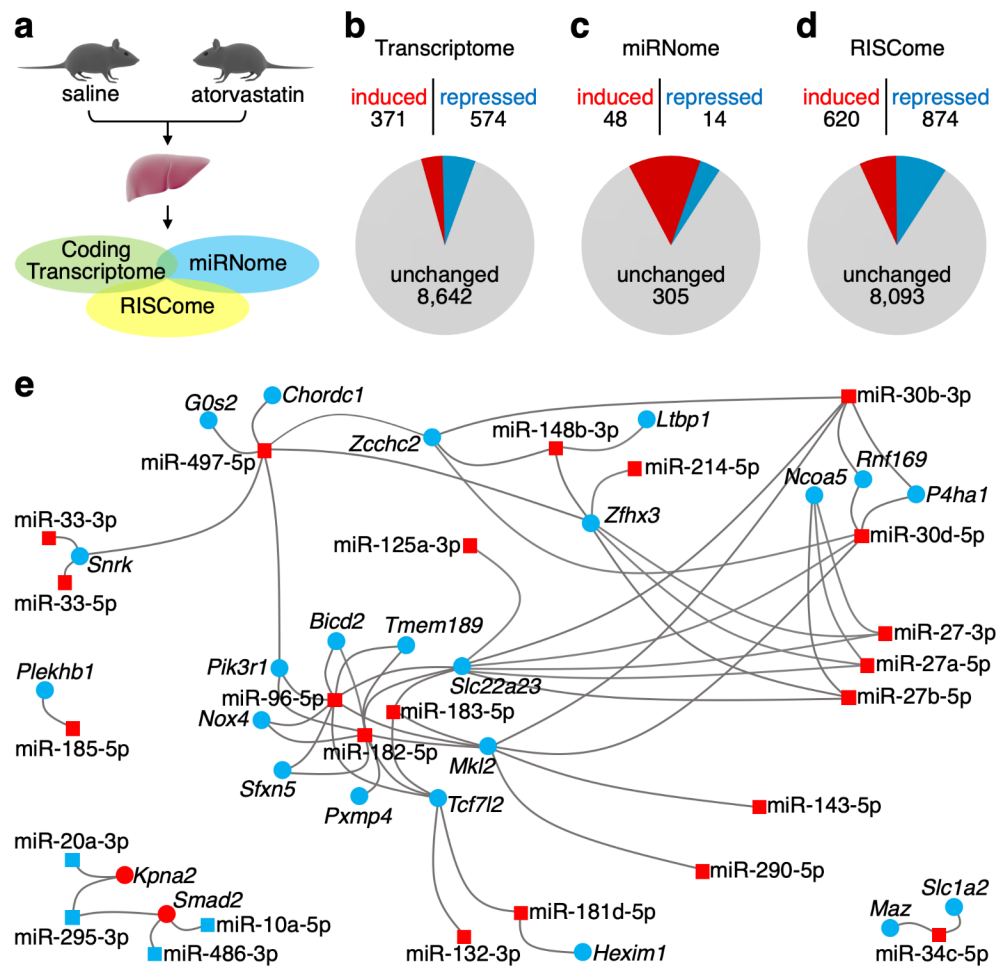 a
saline
atorvastatin
Coding
Transcriptome
miRNome
RISCome
b
Transcriptome
induced
371
repressed
574
unchanged
8,642
c
miRNome
induced
48
repressed
14
unchanged
305
d
RISCome
induced
620
repressed
874
unchanged
8,093
e
G0s2
Chordc1
miR-497-5p
Zcchc2
miR-148b-3p
Ltbp1
miR-214-5p
Zfhx3
miR-30b-3p
Rnf169
Ncoa5
P4ha1
miR-30d-5p
miR-33-3p
Snrk
miR-33-5p
miR-125a-3p
Bicd2
Tmem189
miR-27-3p
miR-27a-5p
miR-27b-5p
Plekhb1
miR-185-5p
Pik3r1
miR-96-5p
Slc22a23
Nox4
miR-183-5p
miR-182-5p
Mkl2
Sfxn5
Pxmp4
Tcf7l2
miR-143-5p
miR-290-5p
miR-20a-3p
Kpna2
Smad2
miR-10a-5p
miR-295-3p
miR-486-3p
miR-181d-5p
miR-132-3p
Hexim1
Slc1a2
Maz
miR-34c-5p